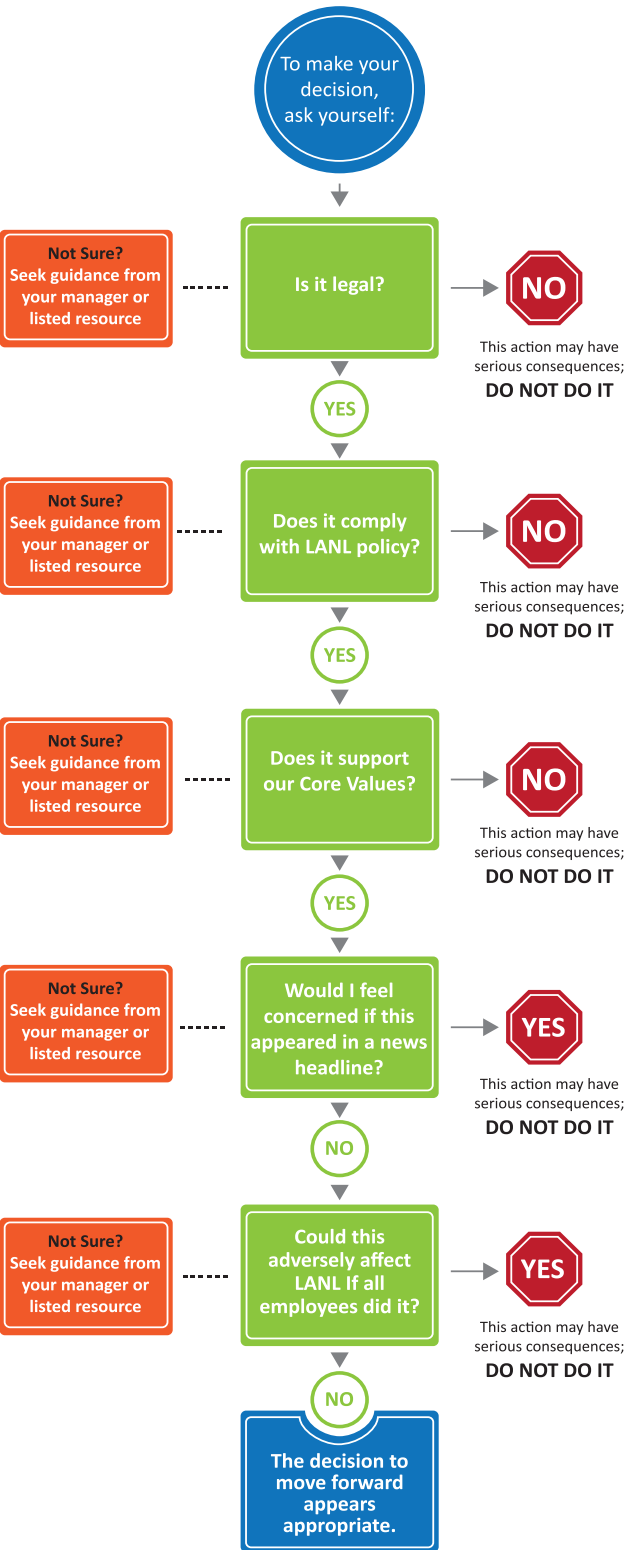 To make your
decision,
ask yourself:
Not Sure?
Seek guidance from
your manager or
listed resource
Is it legal?
NO
This action may have
serious consequences;
DO NOT DO IT
YES
Not Sure?
Seek guidance from
your manager or
listed resource
Does it comply
with LANL policy?
NO
This action may have
serious consequences;
DO NOT DO IT
YES
Not Sure?
Seek guidance from
your manager or
listed resource
Does it support
our Core Values?
NO
This action may have
serious consequences;
DO NOT DO IT
YES
Not Sure?
Seek guidance from
your manager or
listed resource
Would I feel
concerned if this
appeared in a news
headline?
YES
This action may have
serious consequences;
DO NOT DO IT
NO
Not Sure?
Seek guidance from
your manager or
listed resource
Could this
adversely affect
LANL If all
employees did it?
YES
This action may have
serious consequences;
DO NOT DO IT
NO
The decision to
move forward
appears
appropriate.